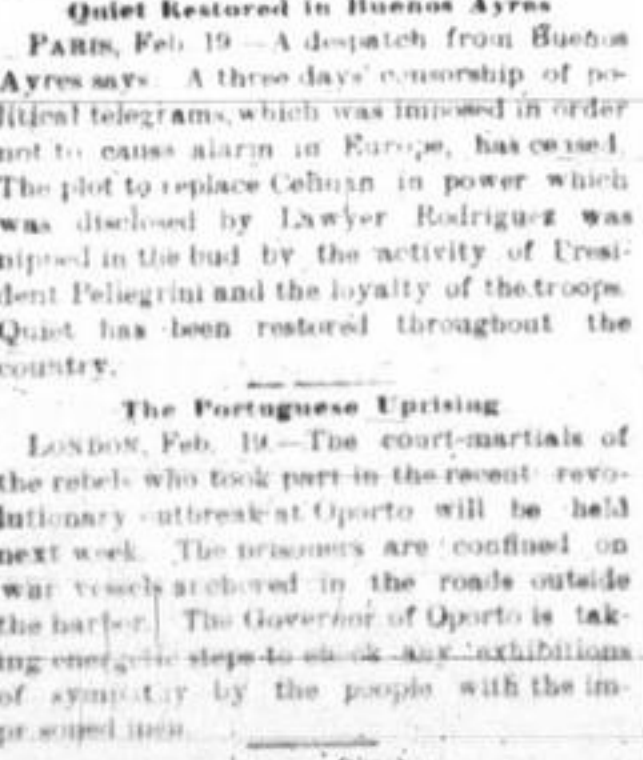 Quiet Restored in Buenos Ayres
PARIS, Feb. 19—A despatch from Buenos
Ayres says: A three days' censorship of po-
litical telegrams, which was imposed in order
not to cause alarm in Europe, has ceased.
The plot to replace Celman in power which
was disclosed by Lawyer Rodriguez was
nipped in the bud by the activity of Presi-
dent Pellegrini and the loyalty of the troops.
Quiet has been restored throughout the
country.
The Portuguese Uprising
LONDON, Feb. 19.—The court-martials of
the rebels who took part in the recent revo-
lutionary outbreak at Oporto will be held
next week. The prisoners are confined on
war vessels anchored in the roads outside
the harbor. The Governor of Oporto is tak-
ing energetic steps to check any exhibitions
of sympathy by the people with the im-
prisoned men.